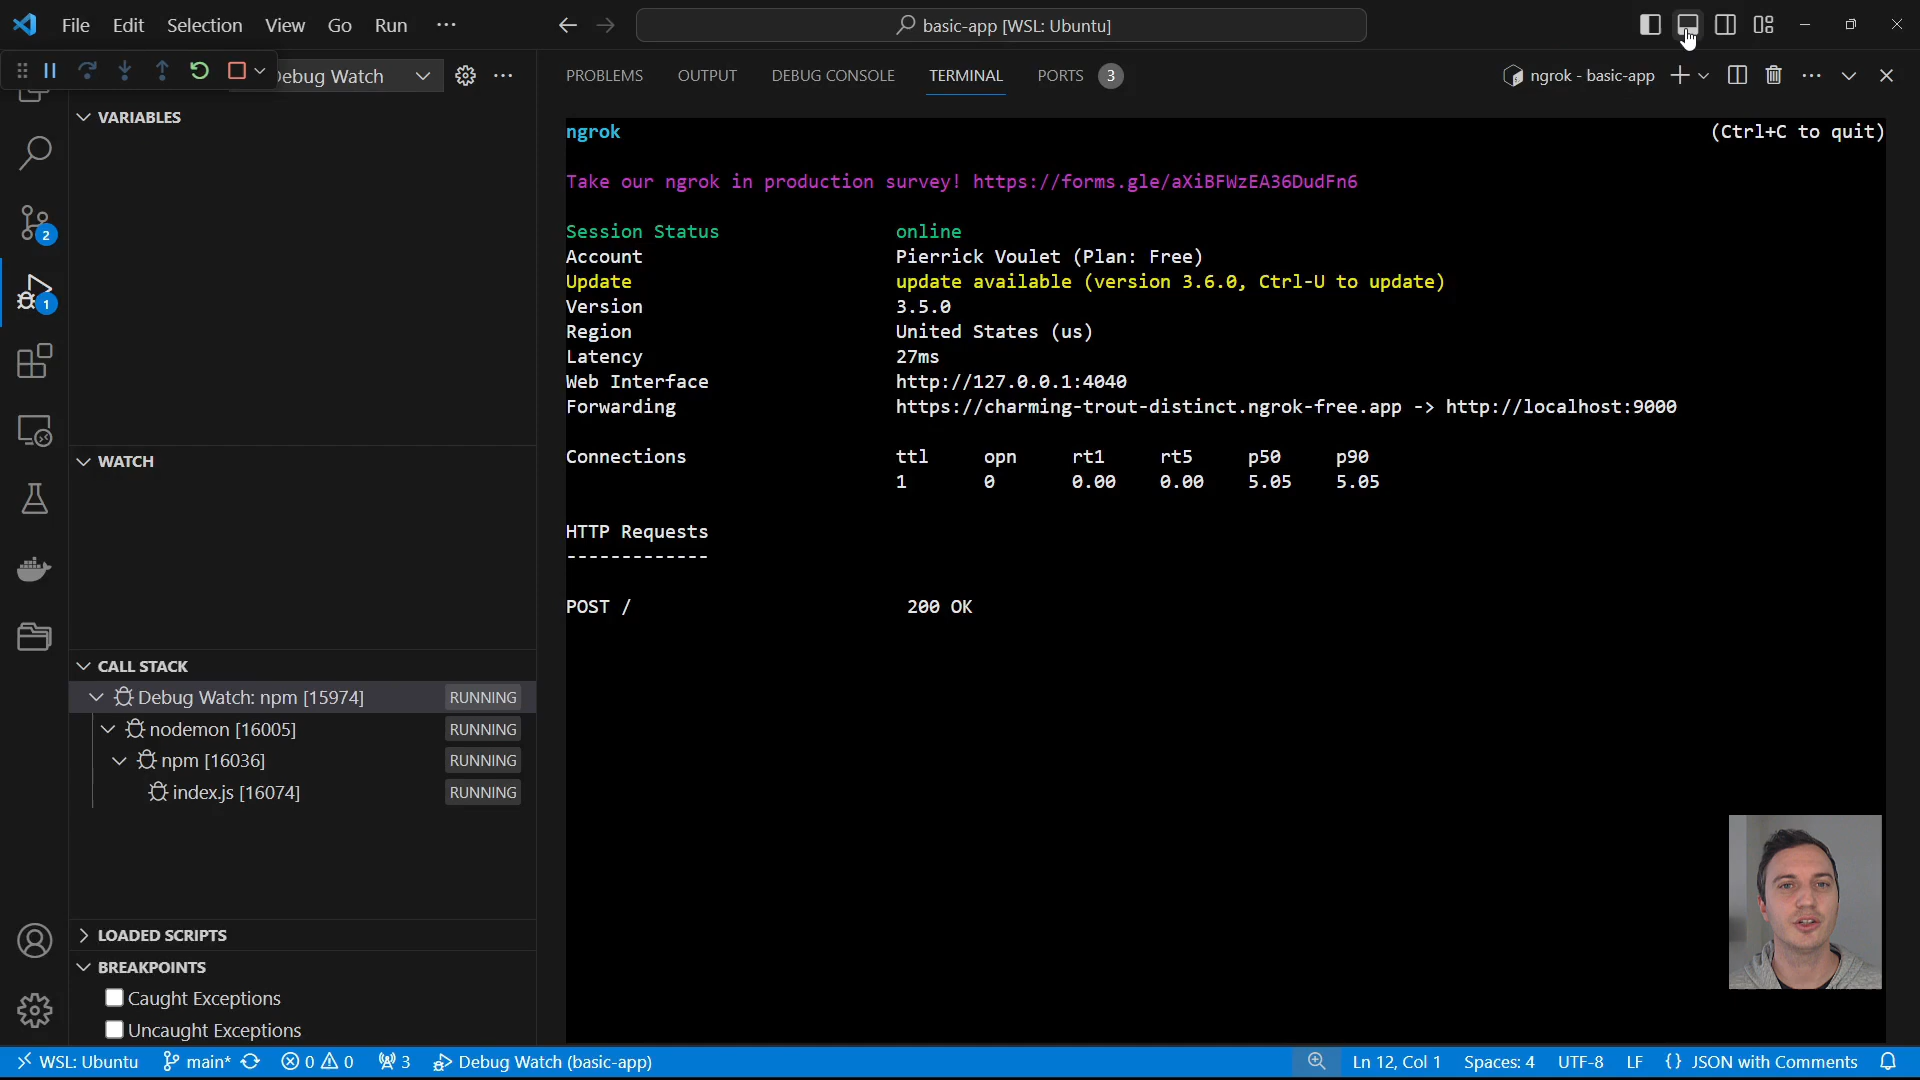 File Edit Selection View Go Run ···
basic-app [WSL: Ubuntu]
ebug Watch
PROBLEMS OUTPUT DEBUG CONSOLE TERMINAL PORTS 3
ngrok - basic-app
VARIABLES
ngrok (Ctrl+C to quit)
Take our ngrok in production survey! https://forms.gle/aXiBFWzEA36DudFn6
Session Status online
Account Pierrick Voulet (Plan: Free)
Update update available (version 3.6.0, Ctrl-U to update)
Version 3.5.0
Region United States (us)
Latency 27ms
Web Interface http://127.0.0.1:4040
Forwarding https://charming-trout-distinct.ngrok-free.app -> http://localhost:9000
Connections ttl opn rt1 rt5 p50 p90
1 0 0.00 0.00 5.05 5.05
HTTP Requests
-------------
POST / 200 OK
2
1
WATCH
CALL STACK
Debug Watch: npm [15974] RUNNING
nodemon [16005] RUNNING
npm [16036] RUNNING
index.js [16074] RUNNING
LOADED SCRIPTS
BREAKPOINTS
Caught Exceptions
Uncaught Exceptions
WSL: Ubuntu main* 0 0 3 Debug Watch (basic-app) Ln 12, Col 1 Spaces: 4 UTF-8 LF {} JSON with Comments